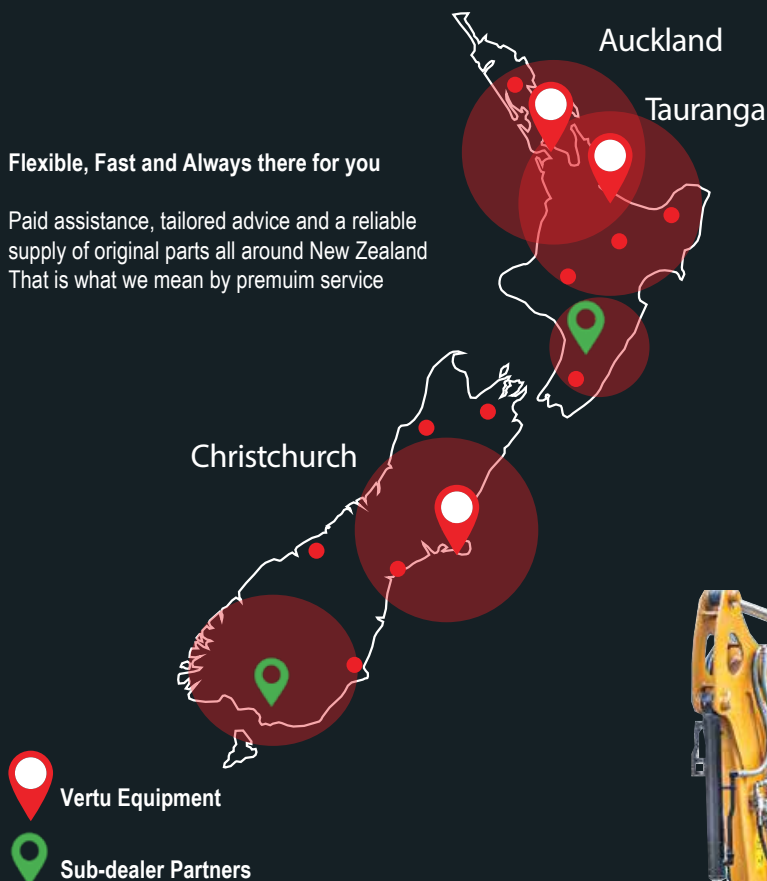 Auckland
Tauranga
Flexible, Fast and Always there for you
Paid assistance, tailored advice and a reliable
supply of original parts all around New Zealand
That is what we mean by premuim service
Christchurch
Vertu Equipment
Sub-dealer Partners